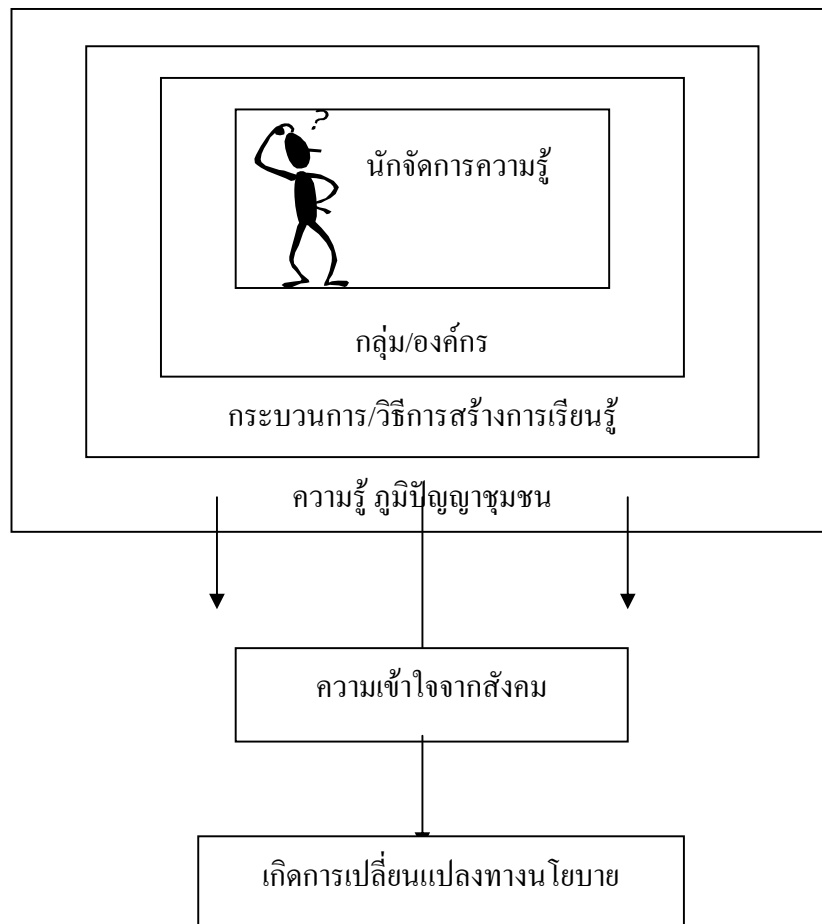 ?
นักจัดการความรู้
กลุ่ม/องค์กร
กระบวนการ/วิธีการสร้างการเรียนรู้
ความรู้ ภูมิปัญญาชุมชน
ความเข้าใจจากสังคม
เกิดการเปลี่ยนแปลงทางนโยบาย